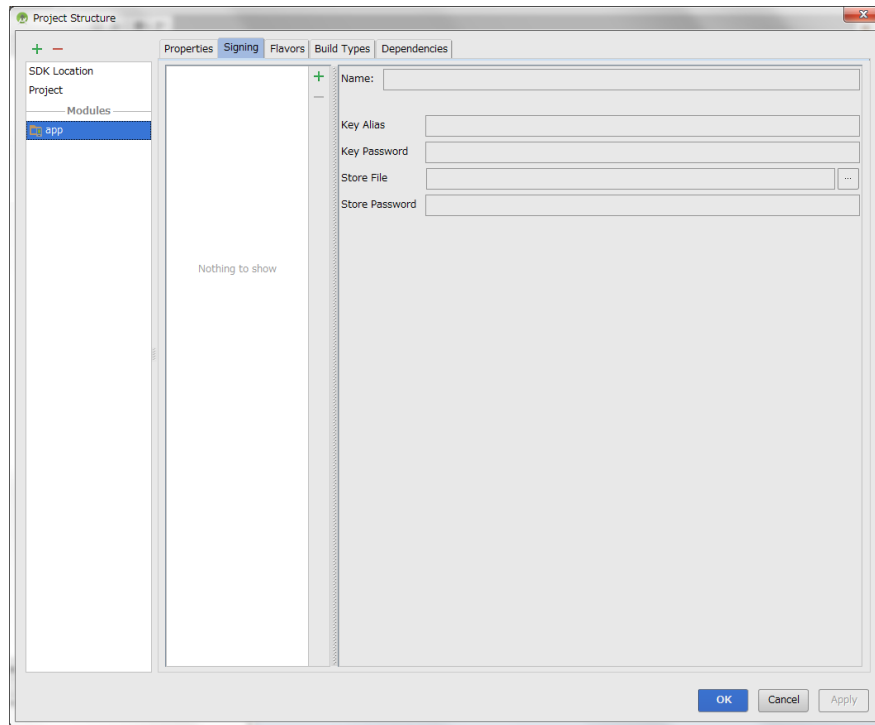 Project Structure
SDK Location
Project
Modules
app
Properties Signing Flavors Build Types Dependencies
Nothing to show
Name:
Key Alias
Key Password
Store File
...
Store Password
OK Cancel Apply